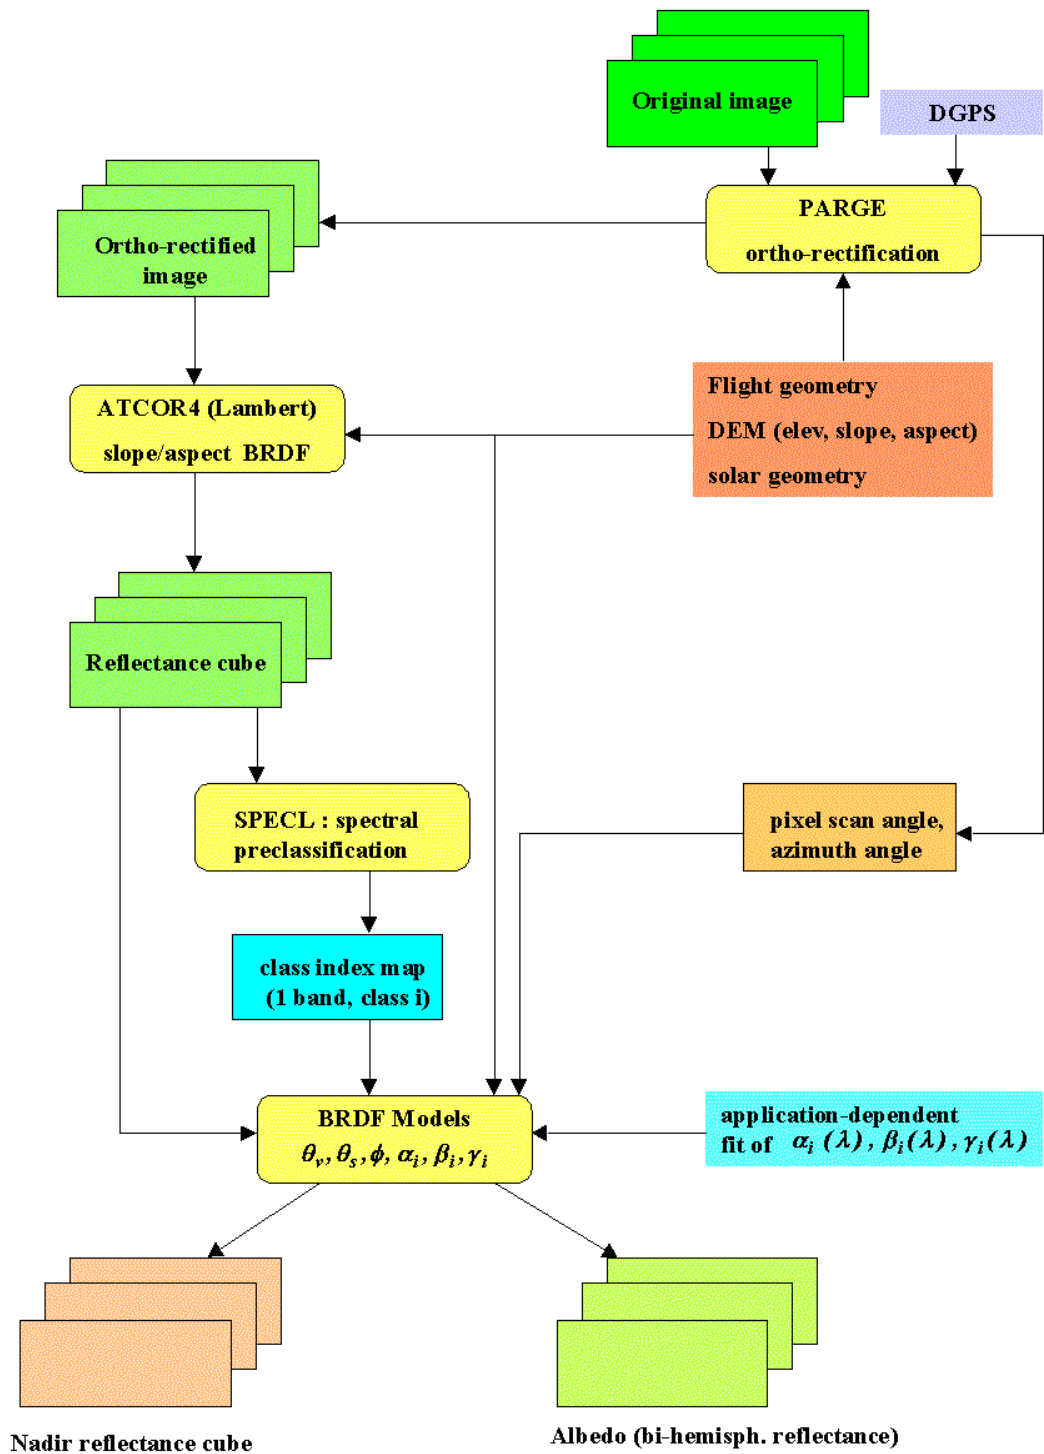 Original image
DGPS
PARGE
ortho-rectification
Ortho-rectified
image
Flight geometry
DEM (elev, slope, aspect)
solar geometry
ATCOR4 (Lambert)
slope/aspect BRDF
Reflectance cube
SPECL : spectral
preclassification
pixel scan angle,
azimuth angle
class index map
(1 band, class i)
BRDF Models
θv, θs, ϕ, αi, βi, γi
application-dependent
fit of αi (λ), βi(λ), γi(λ)
Nadir reflectance cube
Albedo (bi-hemisph. reflectance)